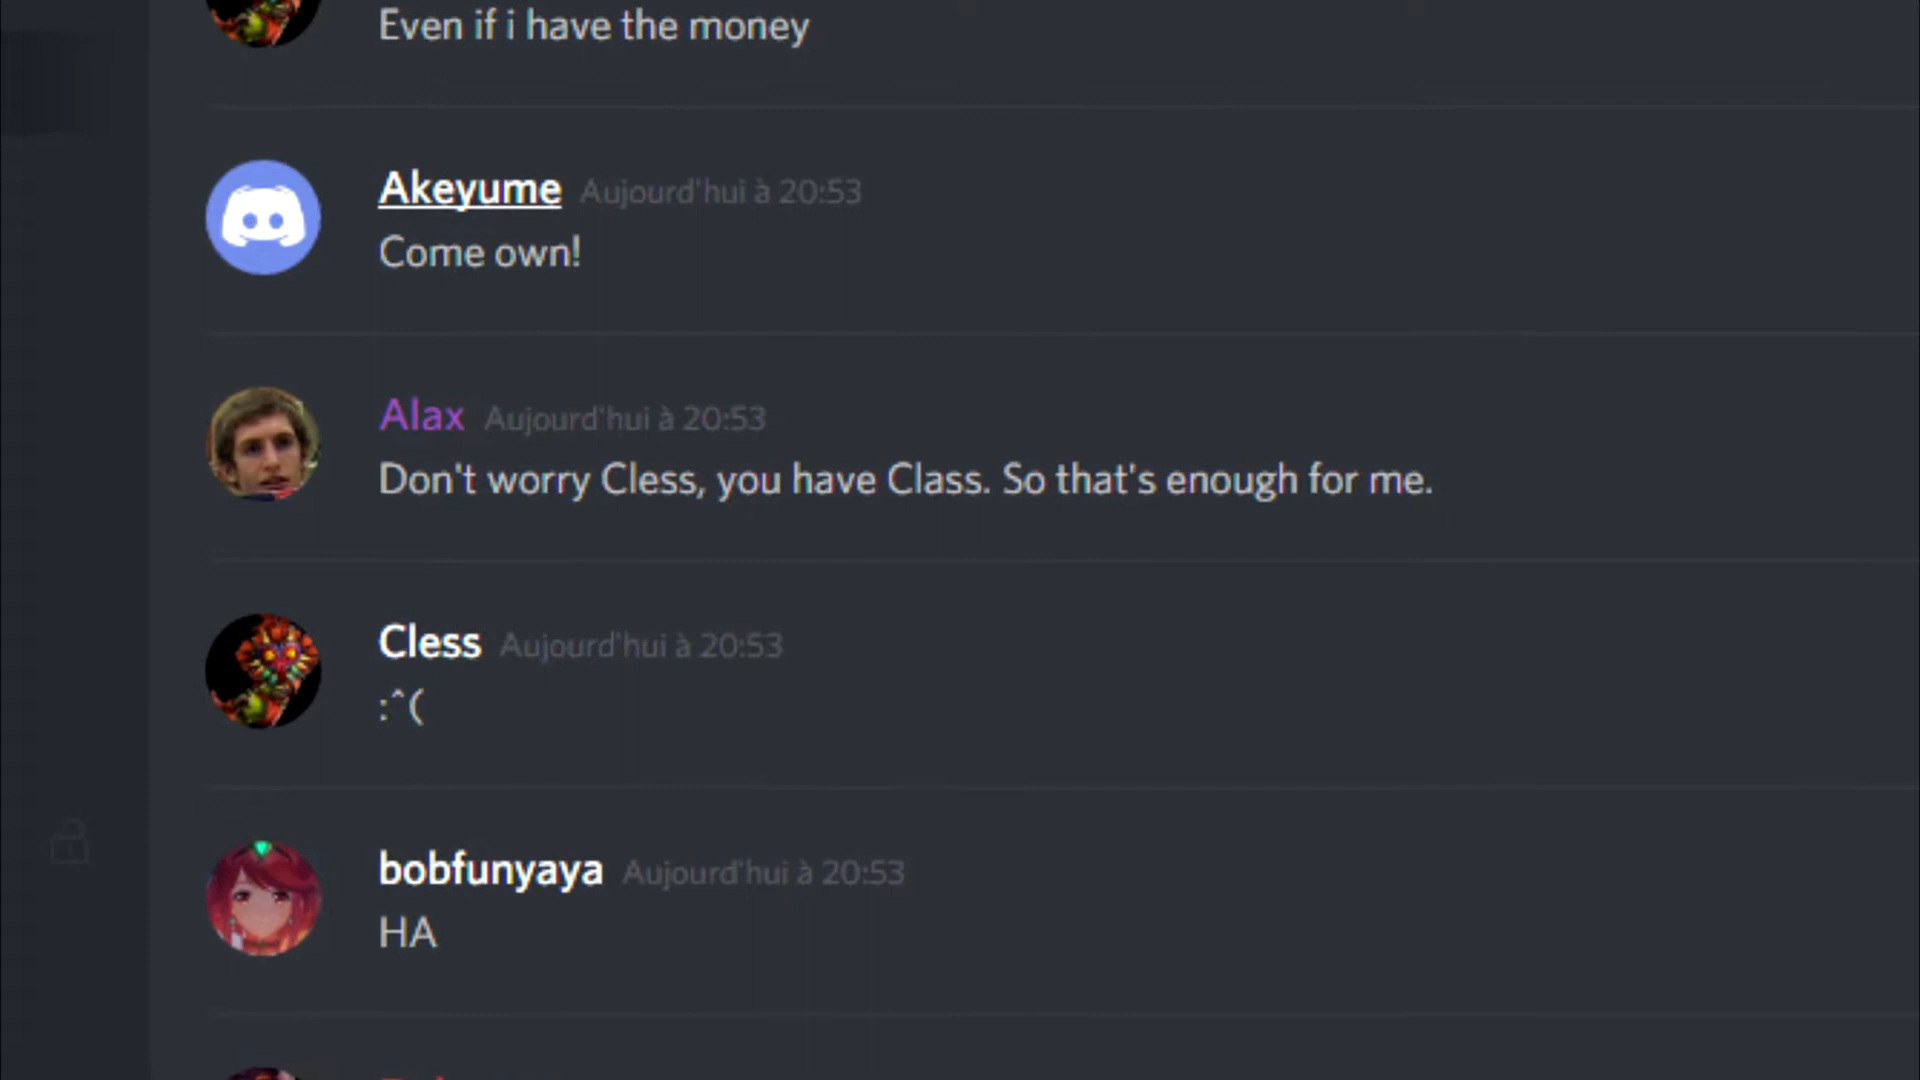 Even if i have the money
Akeyume Aujourd'hui à 20:53
Come own!
Alax Aujourd'hui à 20:53
Don't worry Cless, you have Class. So that's enough for me.
Cless Aujourd'hui à 20:53
:^(
bobfunyaya Aujourd'hui à 20:53
HA